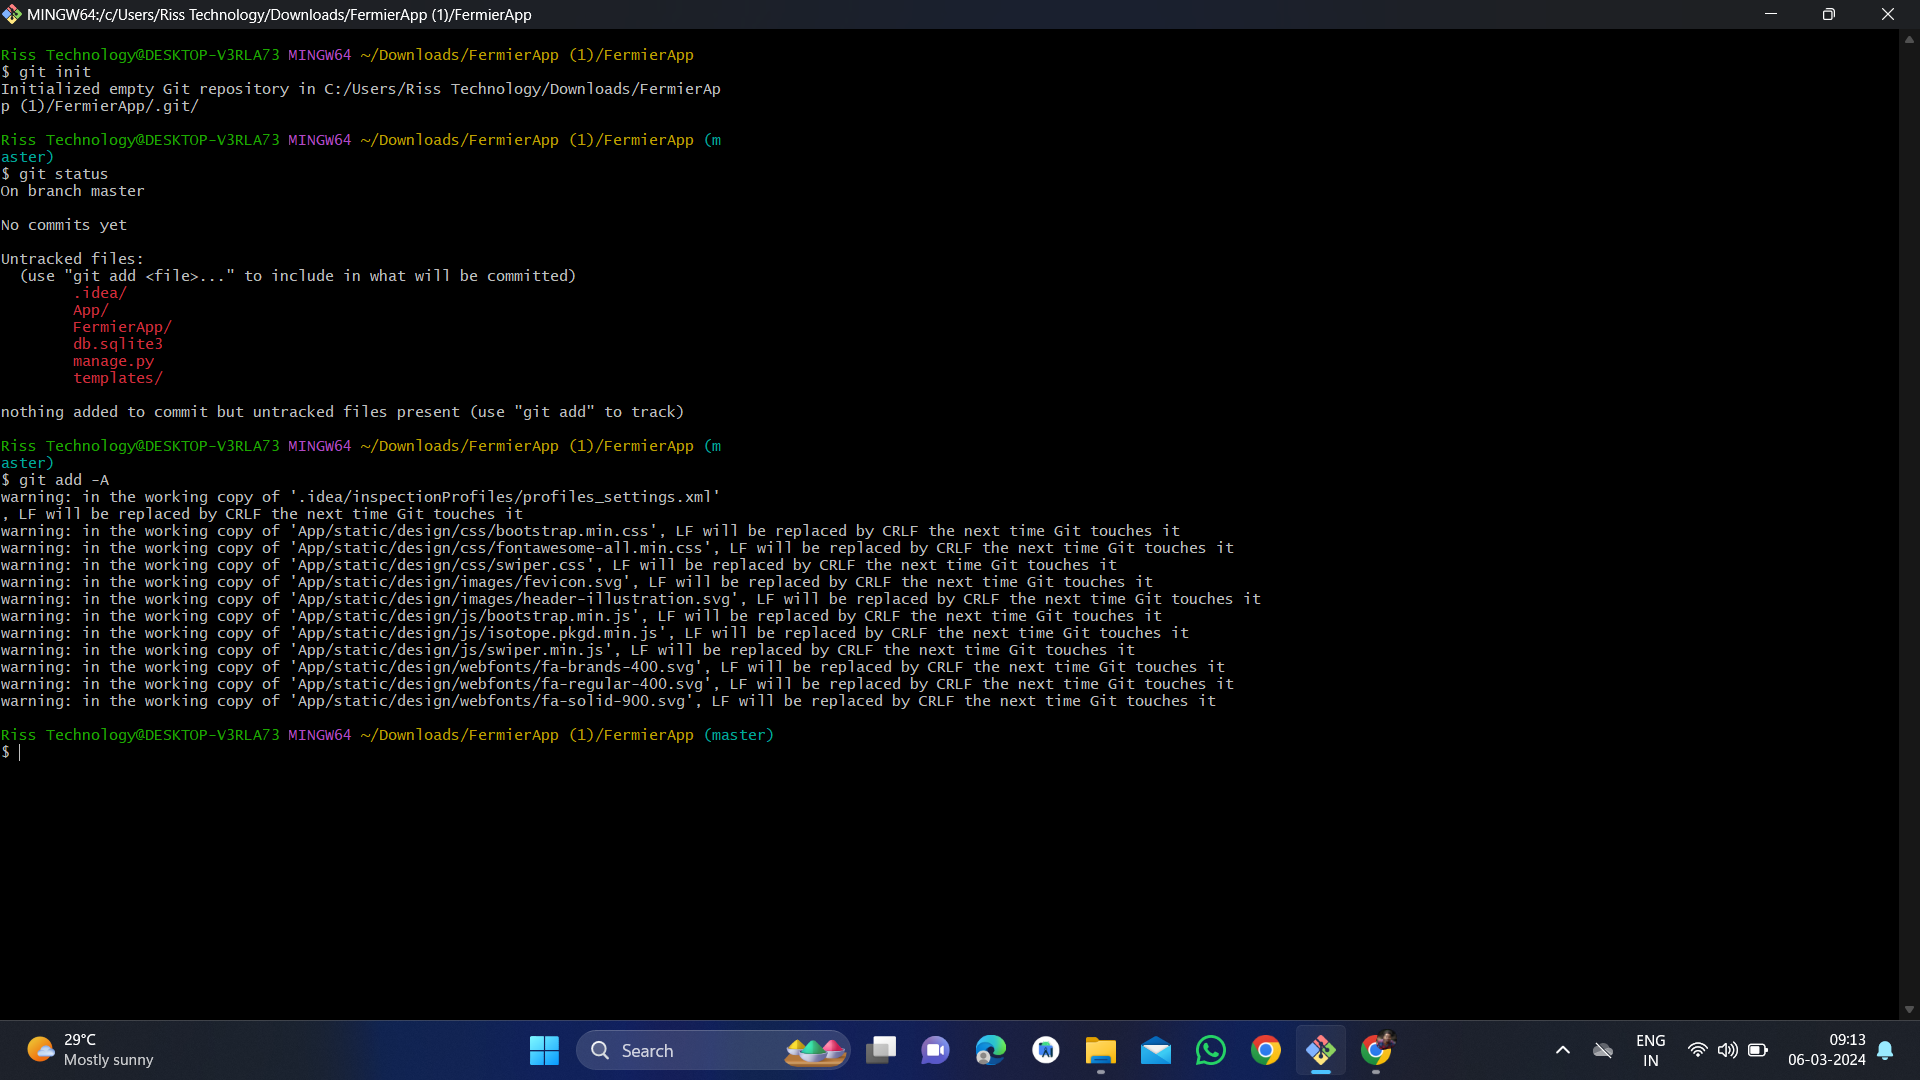 MINGW64:/c/Users/Riss Technology/Downloads/FermierApp (1)/FermierApp
Riss Technology@DESKTOP-V3RLA73 MINGW64 ~/Downloads/FermierApp (1)/FermierApp
$ git init
Initialized empty Git repository in C:/Users/Riss Technology/Downloads/FermierAp
p (1)/FermierApp/.git/
Riss Technology@DESKTOP-V3RLA73 MINGW64 ~/Downloads/FermierApp (1)/FermierApp (m
aster)
$ git status
On branch master
No commits yet
Untracked files:
(use "git add <file>..." to include in what will be committed)
.idea/
App/
FermierApp/
db.sqlite3
manage.py
templates/
nothing added to commit but untracked files present (use "git add" to track)
Riss Technology@DESKTOP-V3RLA73 MINGW64 ~/Downloads/FermierApp (1)/FermierApp (m
aster)
$ git add -A
warning: in the working copy of '.idea/inspectionProfiles/profiles_settings.xml'
, LF will be replaced by CRLF the next time Git touches it
warning: in the working copy of 'App/static/design/css/bootstrap.min.css', LF will be replaced by CRLF the next time Git touches it
warning: in the working copy of 'App/static/design/css/fontawesome-all.min.css', LF will be replaced by CRLF the next time Git touches it
warning: in the working copy of 'App/static/design/css/swiper.css', LF will be replaced by CRLF the next time Git touches it
warning: in the working copy of 'App/static/design/images/fevicon.svg', LF will be replaced by CRLF the next time Git touches it
warning: in the working copy of 'App/static/design/images/header-illustration.svg', LF will be replaced by CRLF the next time Git touches it
warning: in the working copy of 'App/static/design/js/bootstrap.min.js', LF will be replaced by CRLF the next time Git touches it
warning: in the working copy of 'App/static/design/js/isotope.pkgd.min.js', LF will be replaced by CRLF the next time Git touches it
warning: in the working copy of 'App/static/design/js/swiper.min.js', LF will be replaced by CRLF the next time Git touches it
warning: in the working copy of 'App/static/design/webfonts/fa-brands-400.svg', LF will be replaced by CRLF the next time Git touches it
warning: in the working copy of 'App/static/design/webfonts/fa-regular-400.svg', LF will be replaced by CRLF the next time Git touches it
warning: in the working copy of 'App/static/design/webfonts/fa-solid-900.svg', LF will be replaced by CRLF the next time Git touches it
Riss Technology@DESKTOP-V3RLA73 MINGW64 ~/Downloads/FermierApp (1)/FermierApp (master)
$
29°C
Mostly sunny
Search
ENG
IN
09:13
06-03-2024